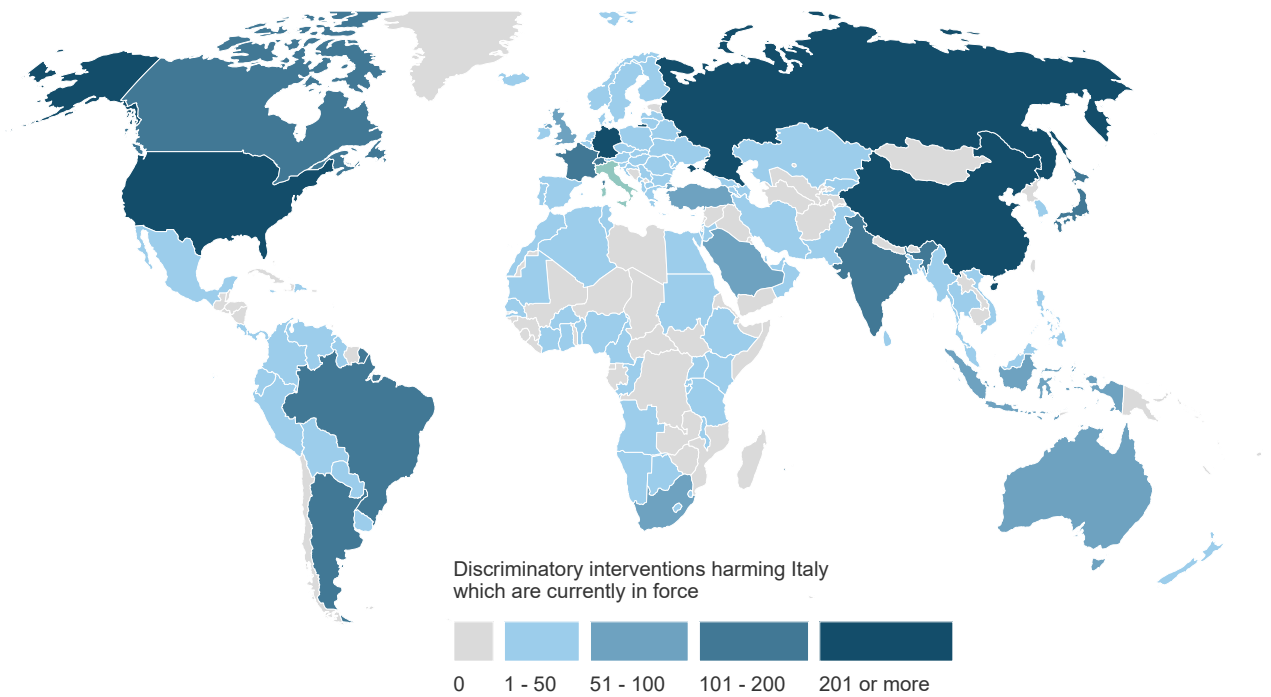 Discriminatory interventions harming Italy
which are currently in force
0 1 - 50 51 - 100 101 - 200 201 or more